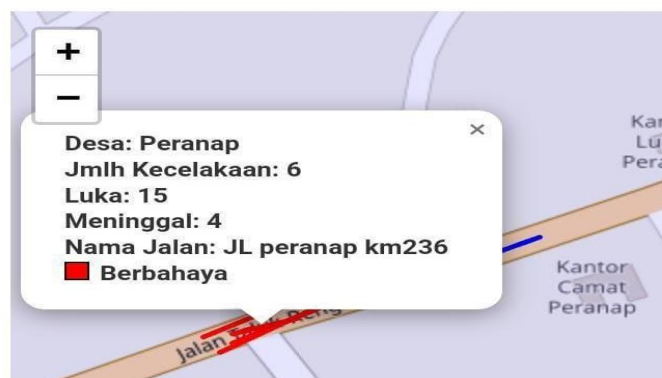 +
−
×
Desa: Peranap
Jmlh Kecelakaan: 6
Luka: 15
Meninggal: 4
Nama Jalan: JL peranap km236
Berbahaya
Kantor
Camat
Peranap
Jalan